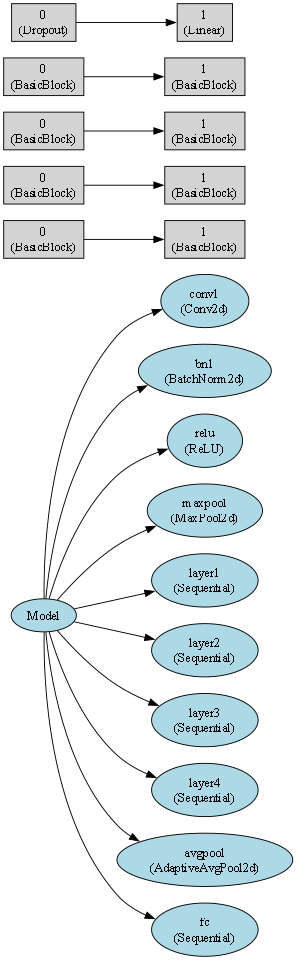 0
(Dropout)
1
(Linear)
0
(BasicBlock)
1
(BasicBlock)
0
(BasicBlock)
1
(BasicBlock)
0
(BasicBlock)
1
(BasicBlock)
0
(BasicBlock)
1
(BasicBlock)
conv1
(Conv2d)
bn1
(BatchNorm2d)
relu
(ReLU)
maxpool
(MaxPool2d)
layer1
(Sequential)
Model
layer2
(Sequential)
layer3
(Sequential)
layer4
(Sequential)
avgpool
(AdaptiveAvgPool2d)
fc
(Sequential)